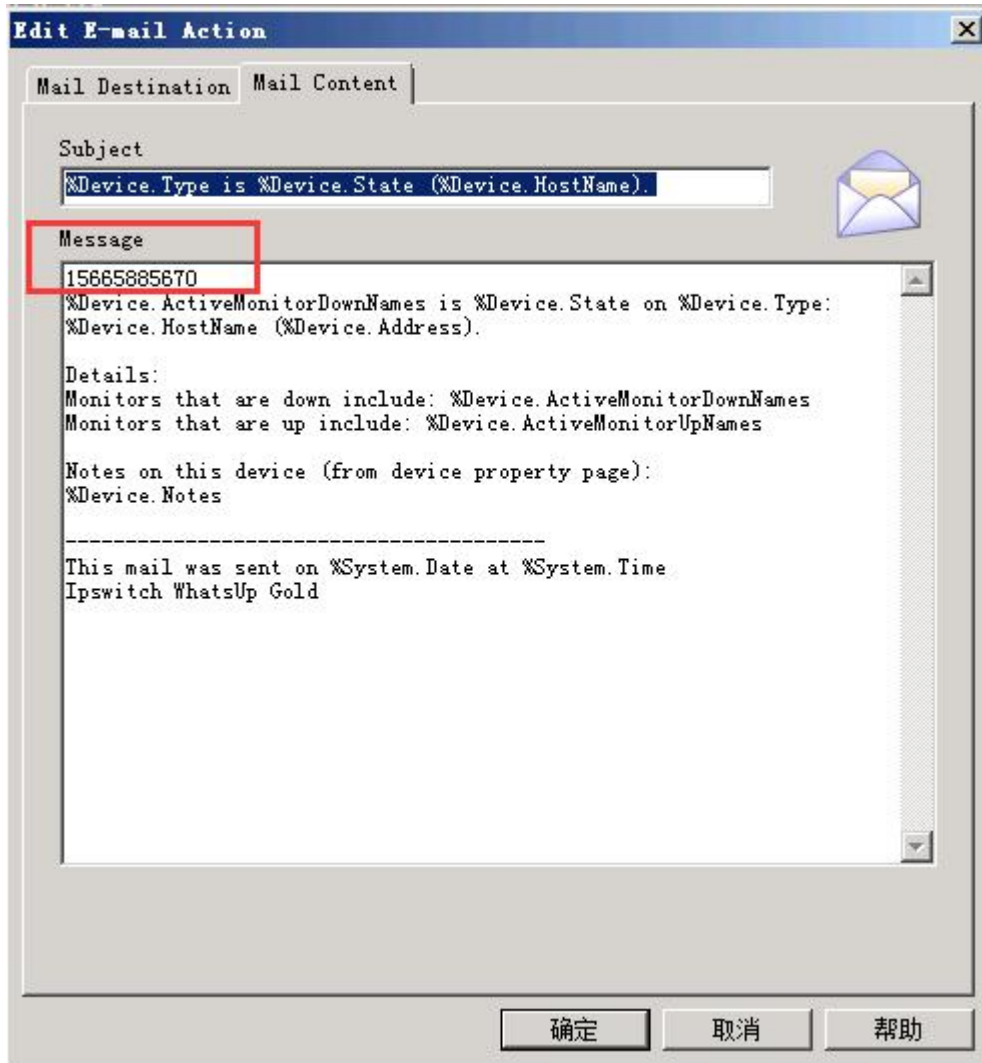 Edit E-mail Action
Mail Destination Mail Content
Subject
%Device.Type is %Device.State (%Device.HostName).
Message
15665885670
%Device.ActiveMonitorDownNames is %Device.State on %Device.Type:
%Device.HostName (%Device.Address).
Details:
Monitors that are down include: %Device.ActiveMonitorDownNames
Monitors that are up include: %Device.ActiveMonitorUpNames
Notes on this device (from device property page):
%Device.Notes
----------------------------------------
This mail was sent on %System.Date at %System.Time
Ipswitch WhatsUp Gold
确定 取消 帮助